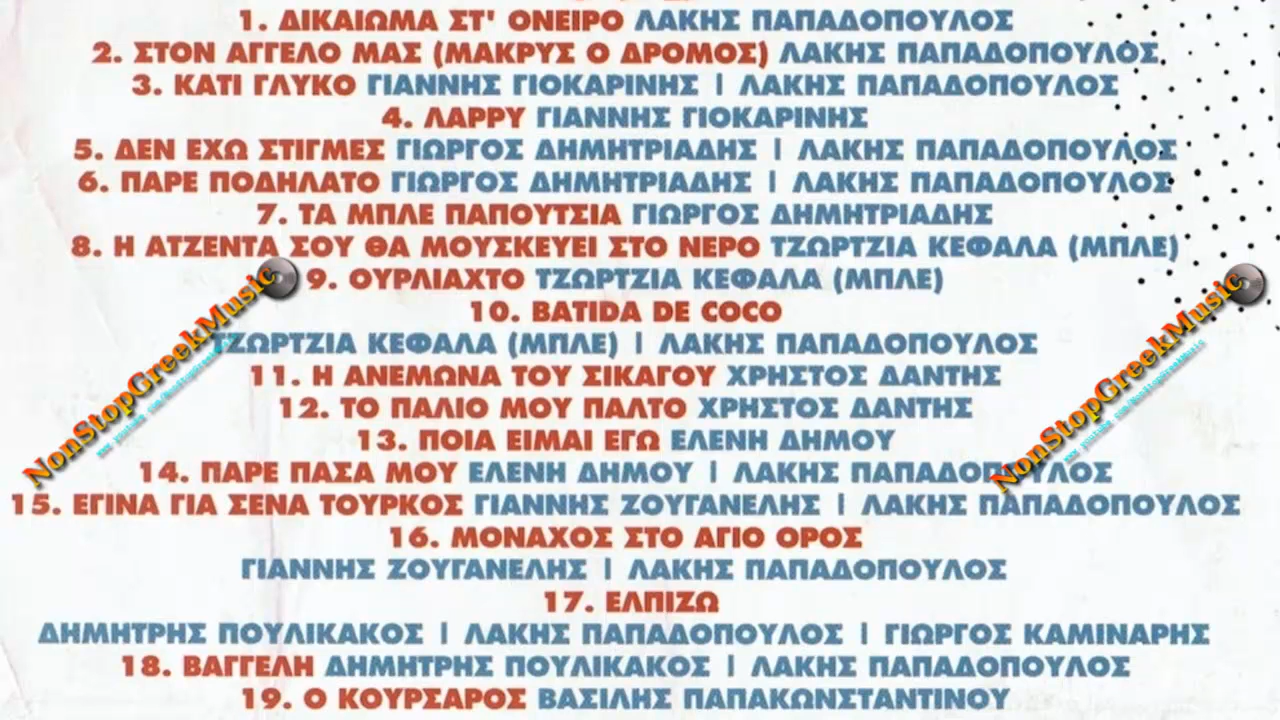 1. ΔΙΚΑΙΩΜΑ ΣΤ' ΟΝΕΙΡΟ ΛΑΚΗΣ ΠΑΠΑΔΟΠΟΥΛΟΣ
2. ΣΤΟΝ ΑΓΓΕΛΟ ΜΑΣ (ΜΑΚΡΥΣ Ο ΔΡΟΜΟΣ) ΛΑΚΗΣ ΠΑΠΑΔΟΠΟΥΛΟΣ
3. ΚΑΤΙ ΓΛΥΚΟ ΓΙΑΝΝΗΣ ΓΙΟΚΑΡΙΝΗΣ | ΛΑΚΗΣ ΠΑΠΑΔΟΠΟΥΛΟΣ
4. ΛΑΡΡΥ ΓΙΑΝΝΗΣ ΓΙΟΚΑΡΙΝΗΣ
5. ΔΕΝ ΕΧΩ ΣΤΙΓΜΕΣ ΓΙΩΡΓΟΣ ΔΗΜΗΤΡΙΑΔΗΣ | ΛΑΚΗΣ ΠΑΠΑΔΟΠΟΥΛΟΣ
6. ΠΑΡΕ ΠΟΔΗΛΑΤΟ ΓΙΩΡΓΟΣ ΔΗΜΗΤΡΙΑΔΗΣ | ΛΑΚΗΣ ΠΑΠΑΔΟΠΟΥΛΟΣ
7. ΤΑ ΜΠΛΕ ΠΑΠΟΥΤΣΙΑ ΓΙΩΡΓΟΣ ΔΗΜΗΤΡΙΑΔΗΣ
8. Η ΑΤΖΕΝΤΑ ΣΟΥ ΘΑ ΜΟΥΣΚΕΥΕΙ ΣΤΟ ΝΕΡΟ ΤΖΩΡΤΖΙΑ ΚΕΦΑΛΑ (ΜΠΛΕ)
9. ΟΥΡΛΙΑΧΤΟ ΤΖΩΡΤΖΙΑ ΚΕΦΑΛΑ (ΜΠΛΕ)
10. BATIDA DE COCO
ΤΖΩΡΤΖΙΑ ΚΕΦΑΛΑ (ΜΠΛΕ) | ΛΑΚΗΣ ΠΑΠΑΔΟΠΟΥΛΟΣ
11. Η ΑΝΕΜΩΝΑ ΤΟΥ ΣΙΚΑΓΟΥ ΧΡΗΣΤΟΣ ΔΑΝΤΗΣ
12. ΤΟ ΠΑΛΙΟ ΜΟΥ ΠΑΛΤΟ ΧΡΗΣΤΟΣ ΔΑΝΤΗΣ
13. ΠΟΙΑ ΕΙΜΑΙ ΕΓΩ ΕΛΕΝΗ ΔΗΜΟΥ
14. ΠΑΡΕ ΠΑΣΑ ΜΟΥ ΕΛΕΝΗ ΔΗΜΟΥ | ΛΑΚΗΣ ΠΑΠΑΔΟΠΟΥΛΟΣ
15. ΕΓΙΝΑ ΓΙΑ ΣΕΝΑ ΤΟΥΡΚΟΣ ΓΙΑΝΝΗΣ ΖΟΥΓΑΝΕΛΗΣ | ΛΑΚΗΣ ΠΑΠΑΔΟΠΟΥΛΟΣ
16. ΜΟΝΑΧΟΣ ΣΤΟ ΑΓΙΟ ΟΡΟΣ
ΓΙΑΝΝΗΣ ΖΟΥΓΑΝΕΛΗΣ | ΛΑΚΗΣ ΠΑΠΑΔΟΠΟΥΛΟΣ
17. ΕΛΠΙΖΩ
ΔΗΜΗΤΡΗΣ ΠΟΥΛΙΚΑΚΟΣ | ΛΑΚΗΣ ΠΑΠΑΔΟΠΟΥΛΟΣ | ΓΙΩΡΓΟΣ ΚΑΜΙΝΑΡΗΣ
18. ΒΑΓΓΕΛΗ ΔΗΜΗΤΡΗΣ ΠΟΥΛΙΚΑΚΟΣ | ΛΑΚΗΣ ΠΑΠΑΔΟΠΟΥΛΟΣ
19. Ο ΚΟΥΡΣΑΡΟΣ ΒΑΣΙΛΗΣ ΠΑΠΑΚΩΝΣΤΑΝΤΙΝΟΥ
NonStopGreekMusic
NonStopGreekMusic